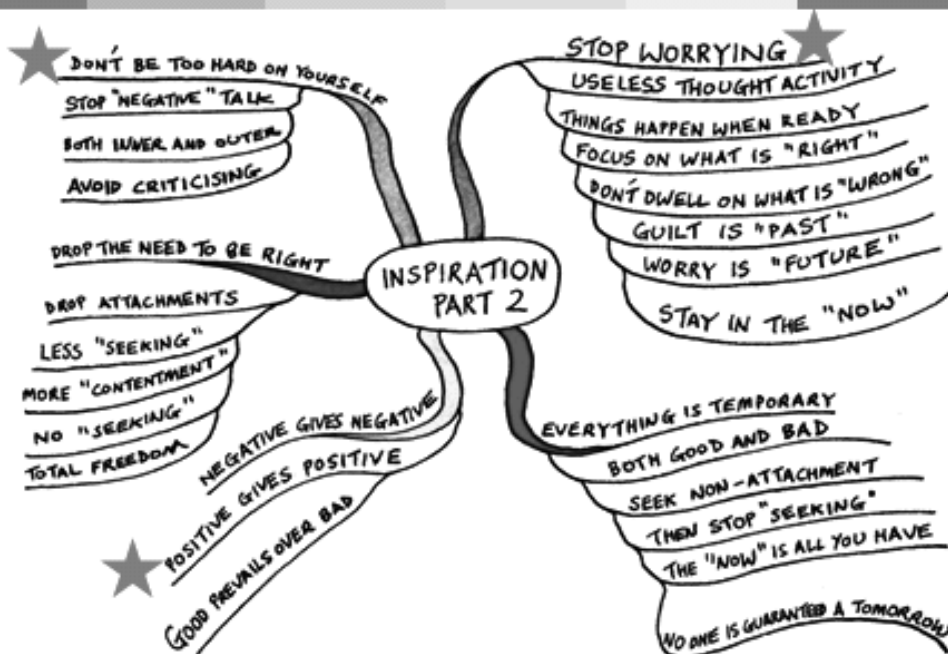 INSPIRATION
PART 2
STOP WORRYING
USELESS THOUGHT ACTIVITY
THINGS HAPPEN WHEN READY
FOCUS ON WHAT IS "RIGHT"
DON'T DWELL ON WHAT IS "WRONG"
GUILT IS "PAST"
WORRY IS "FUTURE"
STAY IN THE "NOW"
EVERYTHING IS TEMPORARY
BOTH GOOD AND BAD
SEEK NON-ATTACHMENT
THEN STOP "SEEKING"
THE "NOW" IS ALL YOU HAVE
NO ONE IS GUARANTEED A TOMORROW
NEGATIVE GIVES NEGATIVE
POSITIVE GIVES POSITIVE
GOOD PREVAILS OVER BAD
DROP THE NEED TO BE RIGHT
DROP ATTACHMENTS
LESS "SEEKING"
MORE "CONTENTMENT"
NO "SEEKING"
TOTAL FREEDOM
DON'T BE TOO HARD ON YOURSELF
STOP "NEGATIVE" TALK
BOTH INNER AND OUTER
AVOID CRITICISING